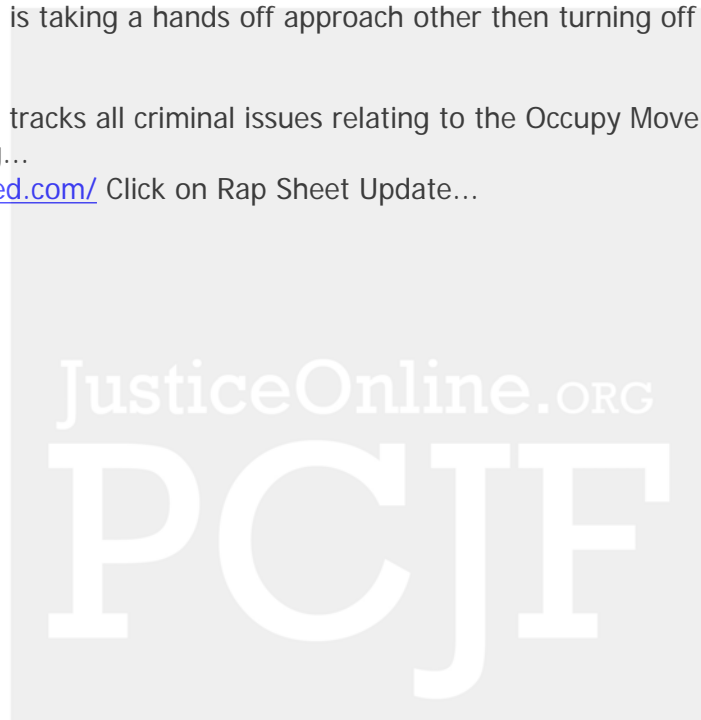 is taking a hands off approach other then turning off
tracks all criminal issues relating to the Occupy Move
...
ed.com/ Click on Rap Sheet Update...
JusticeOnline.ORG
PCJF